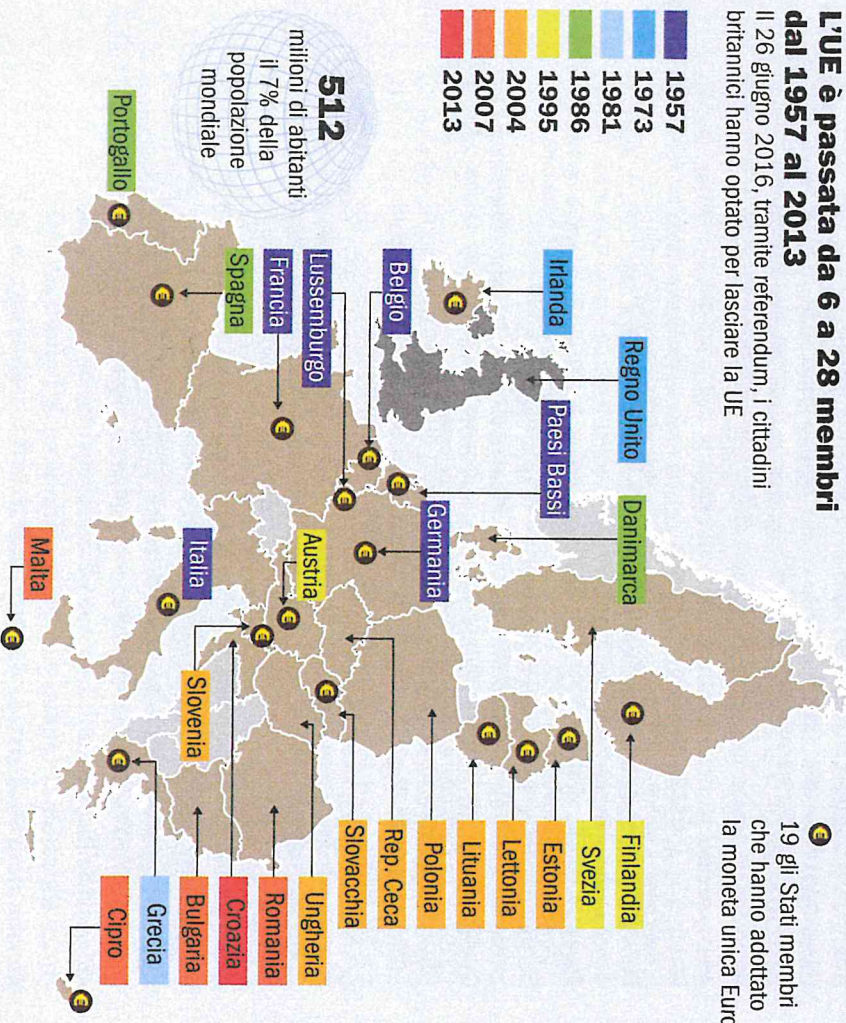 L'UE è passata da 6 a 28 membri
dal 1957 al 2013
Il 26 giugno 2016, tramite referendum, i cittadini
britannici hanno optato per lasciare la UE
1957
1973
1981
1986
1995
2004
2007
2013
512
milioni di abitanti
il 7% della
popolazione
mondiale
19 gli Stati membri
che hanno adottato
la moneta unica Euro
Irlanda
Regno Unito
Paesi Bassi
Danimarca
Belgio
Lussemburgo
Francia
Spagna
Portogallo
Germania
Austria
Italia
Malta
Slovenia
Finlandia
Svezia
Estonia
Lettonia
Lituania
Polonia
Rep. Ceca
Slovacchia
Ungheria
Romania
Croazia
Bulgaria
Grecia
Cipro